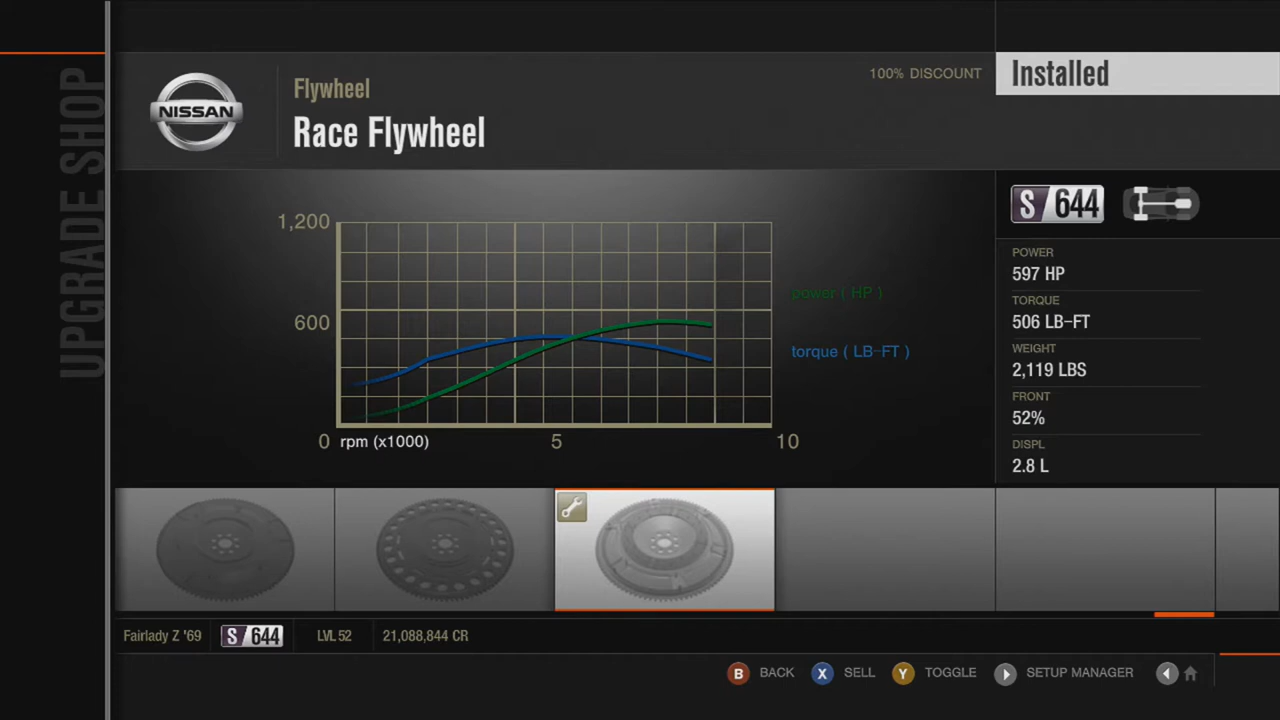 UPGRADE SHOP
NISSAN
Flywheel
Race Flywheel
100% DISCOUNT
Installed
S 644
POWER
597 HP
TORQUE
506 LB-FT
WEIGHT
2,119 LBS
FRONT
52%
DISPL
2.8 L
1,200
600
power ( HP )
torque ( LB-FT )
0 rpm (x1000) 5 10
Fairlady Z '69 S 644 LVL 52 21,088,844 CR
B BACK X SELL Y TOGGLE SETUP MANAGER